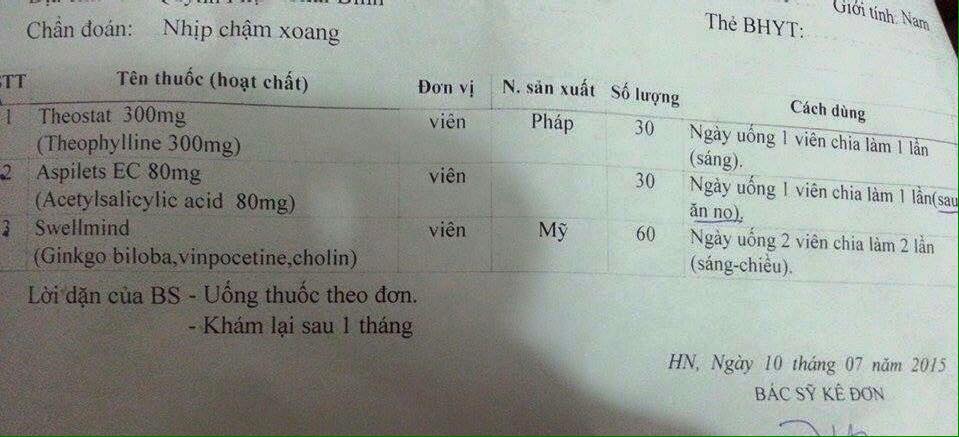 Chẩn đoán: Nhịp chậm xoang
Thẻ BHYT:
Giới tính: Nam
STT Tên thuốc (hoạt chất) Đơn vị N. sản xuất Số lượng Cách dùng
1 Theostat 300mg viên Pháp 30 Ngày uống 1 viên chia làm 1 lần
(Theophylline 300mg) (sáng).
2 Aspilets EC 80mg viên 30 Ngày uống 1 viên chia làm 1 lần(sau
(Acetylsalicylic acid 80mg) ăn no).
3 Swellmind viên Mỹ 60 Ngày uống 2 viên chia làm 2 lần
(Ginkgo biloba,vinpocetine,cholin) (sáng-chiều).
Lời dặn của BS - Uống thuốc theo đơn.
- Khám lại sau 1 tháng
HN, Ngày 10 tháng 07 năm 2015
BÁC SỸ KÊ ĐƠN